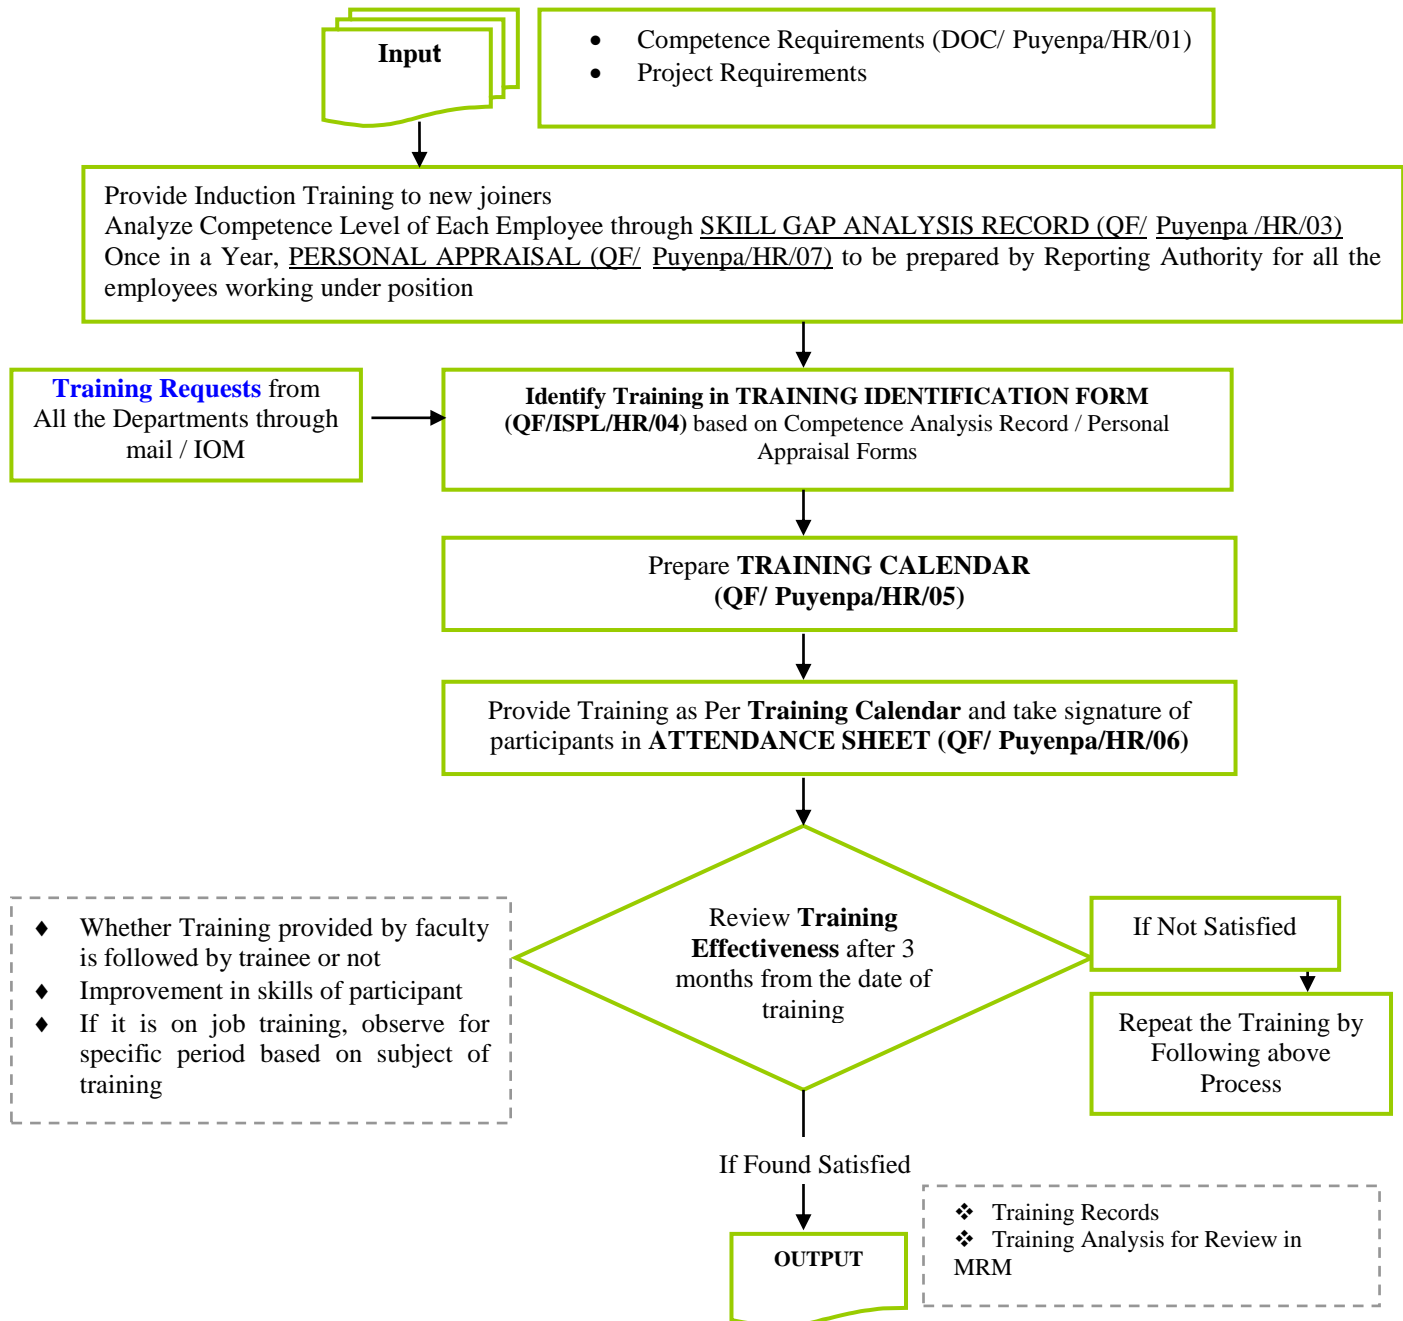 Input
• Competence Requirements (DOC/ Puyenpa/HR/01)
• Project Requirements
Provide Induction Training to new joiners
Analyze Competence Level of Each Employee through SKILL GAP ANALYSIS RECORD (QF/ Puyenpa /HR/03)
Once in a Year, PERSONAL APPRAISAL (QF/ Puyenpa/HR/07) to be prepared by Reporting Authority for all the
employees working under position
Training Requests from
All the Departments through
mail / IOM
Identify Training in TRAINING IDENTIFICATION FORM
(QF/ISPL/HR/04) based on Competence Analysis Record / Personal
Appraisal Forms
Prepare TRAINING CALENDAR
(QF/ Puyenpa/HR/05)
Provide Training as Per Training Calendar and take signature of
participants in ATTENDANCE SHEET (QF/ Puyenpa/HR/06)
♦ Whether Training provided by faculty
is followed by trainee or not
♦ Improvement in skills of participant
♦ If it is on job training, observe for
specific period based on subject of
training
Review Training
Effectiveness after 3
months from the date of
training
If Not Satisfied
Repeat the Training by
Following above
Process
If Found Satisfied
OUTPUT
❖ Training Records
❖ Training Analysis for Review in
MRM